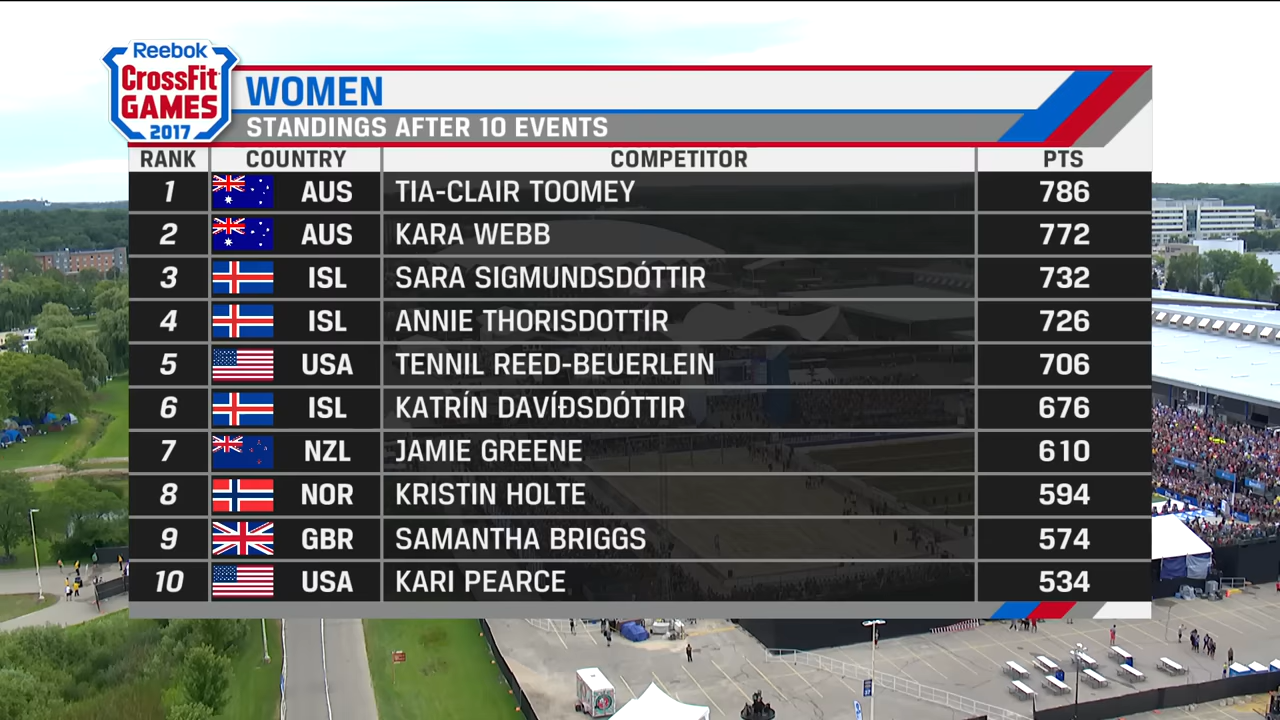 Reebok
CrossFit
GAMES
2017
WOMEN
STANDINGS AFTER 10 EVENTS
RANK COUNTRY COMPETITOR PTS
1 AUS TIA-CLAIR TOOMEY 786
2 AUS KARA WEBB 772
3 ISL SARA SIGMUNDSDÓTTIR 732
4 ISL ANNIE THORISDOTTIR 726
5 USA TENNIL REED-BEUERLEIN 706
6 ISL KATRÍN DAVÍÐSDÓTTIR 676
7 NZL JAMIE GREENE 610
8 NOR KRISTIN HOLTE 594
9 GBR SAMANTHA BRIGGS 574
10 USA KARI PEARCE 534